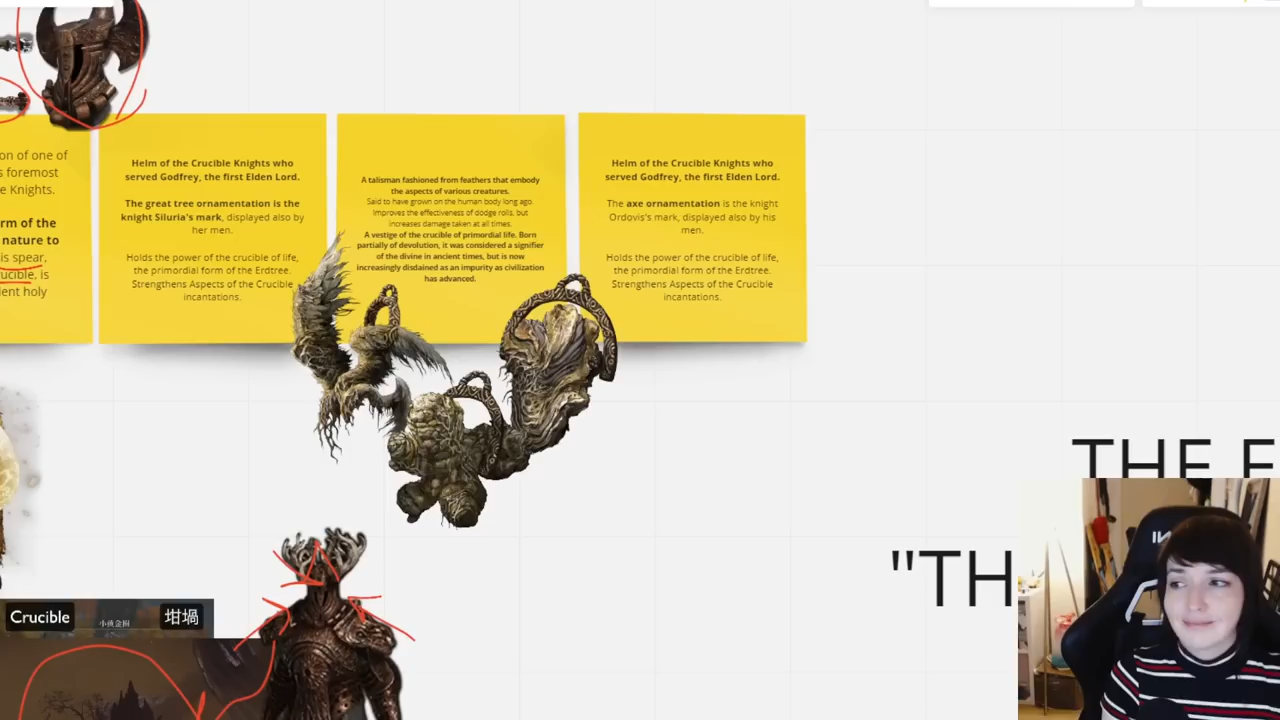 on of one of
s foremost
e Knights.
rm of the
nature to
is spear,
ucible, is
ient holy
Helm of the Crucible Knights who
served Godfrey, the first Elden Lord.
The great tree ornamentation is the
knight Siluria's mark, displayed also by
her men.
Holds the power of the crucible of life,
the primordial form of the Erdtree.
Strengthens Aspects of the Crucible
incantations.
A talisman fashioned from feathers that embody
the aspects of various creatures.
Said to have grown on the human body long ago.
Improves the effectiveness of dodge rolls, but
increases damage taken at all times.
A vestige of the crucible of primordial life. Born
partially of devolution, it was considered a signifier
of the divine in ancient times, but is now
increasingly disdained as an impurity as civilization
has advanced.
Helm of the Crucible Knights who
served Godfrey, the first Elden Lord.
The axe ornamentation is the knight
Ordovis's mark, displayed also by his
men.
Holds the power of the crucible of life,
the primordial form of the Erdtree.
Strengthens Aspects of the Crucible
incantations.
THE
"TH
Crucible
坩堝